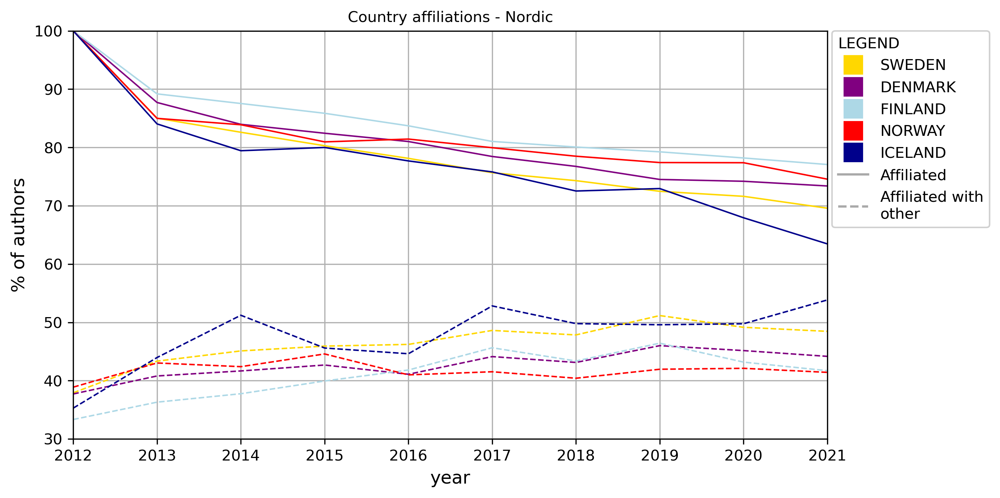 Country affiliations - Nordic
100
90
80
70
60
50
40
30
% of authors
2012 2013 2014 2015 2016 2017 2018 2019 2020 2021
year
LEGEND
SWEDEN
DENMARK
FINLAND
NORWAY
ICELAND
Affiliated
Affiliated with
other